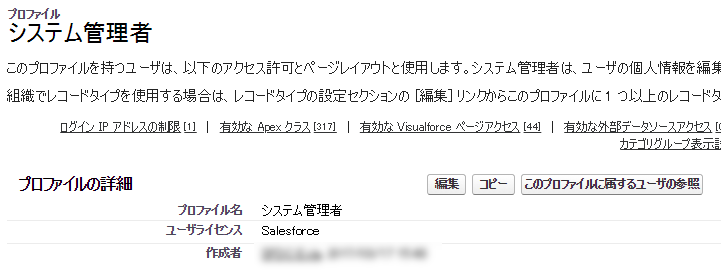 プロファイル
システム管理者
このプロファイルを持つユーザは、以下のアクセス許可とページレイアウトと使用します。システム管理者は、ユーザの個人情報を編集
組織でレコードタイプを使用する場合は、レコードタイプの設定セクションの [編集] リンクからこのプロファイルに 1 つ以上のレコードタ
ログイン IP アドレスの制限 [1] | 有効な Apex クラス [317] | 有効な Visualforce ページアクセス [44] | 有効な外部データソースアクセス
カテゴリグループ表示設
プロファイルの詳細 編集 コピー このプロファイルに属するユーザの参照
プロファイル名 システム管理者
ユーザライセンス Salesforce
作成者